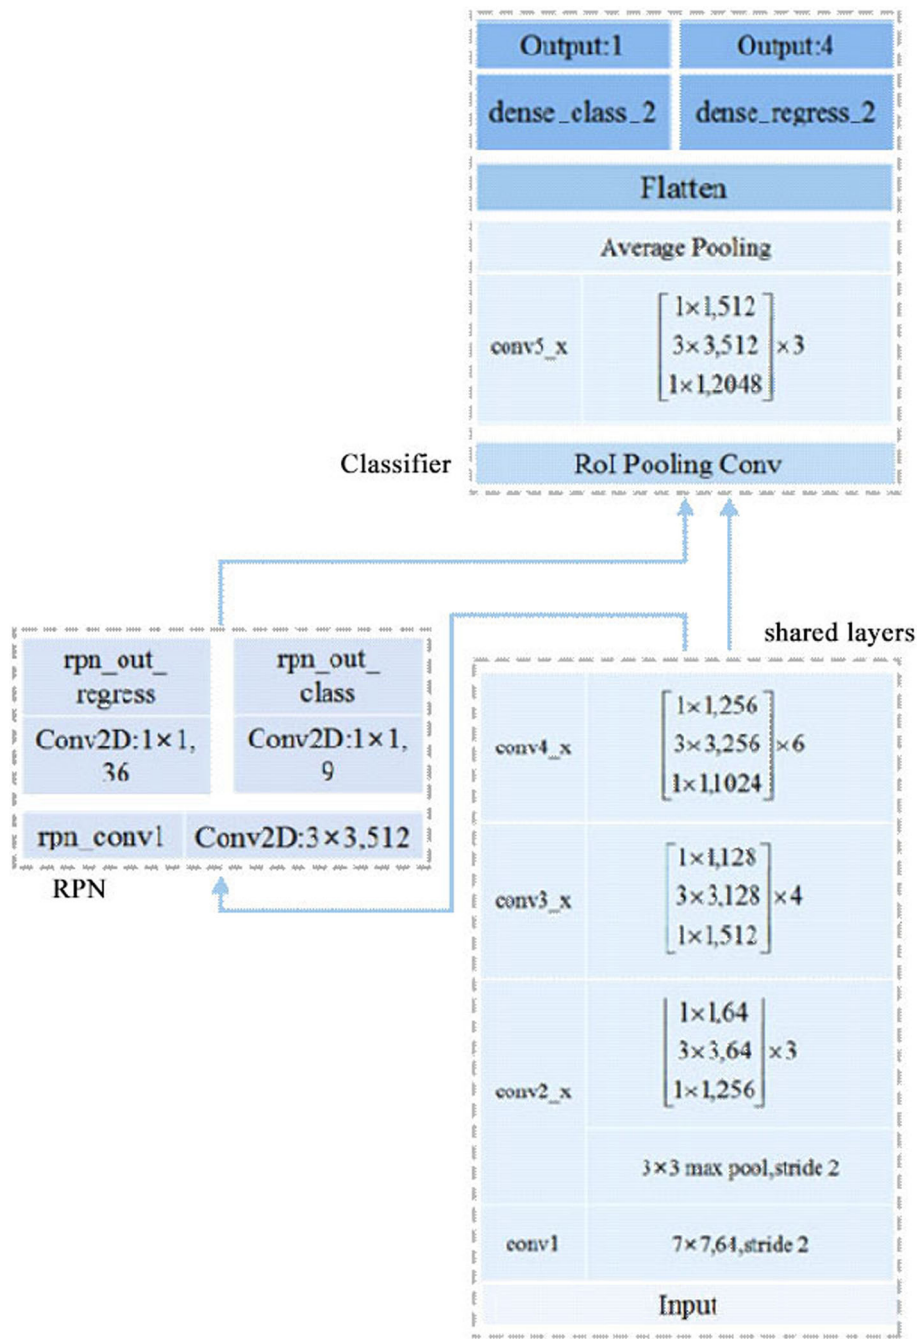 Output:1
Output:4
dense_class_2
dense_regress_2
Flatten
Average Pooling
conv5_x
1×1,512
3×3,512
1×1,2048
×3
Classifier
RoI Pooling Conv
shared layers
rpn_out_
regress
rpn_out_
class
Conv2D:1×1,
36
Conv2D:1×1,
9
rpn_conv1
Conv2D:3×3,512
RPN
conv4_x
1×1,256
3×3,256
1×1,1024
×6
conv3_x
1×1,128
3×3,128
1×1,512
×4
conv2_x
1×1,64
3×3,64
1×1,256
×3
3×3 max pool,stride 2
conv1
7×7,64,stride 2
Input